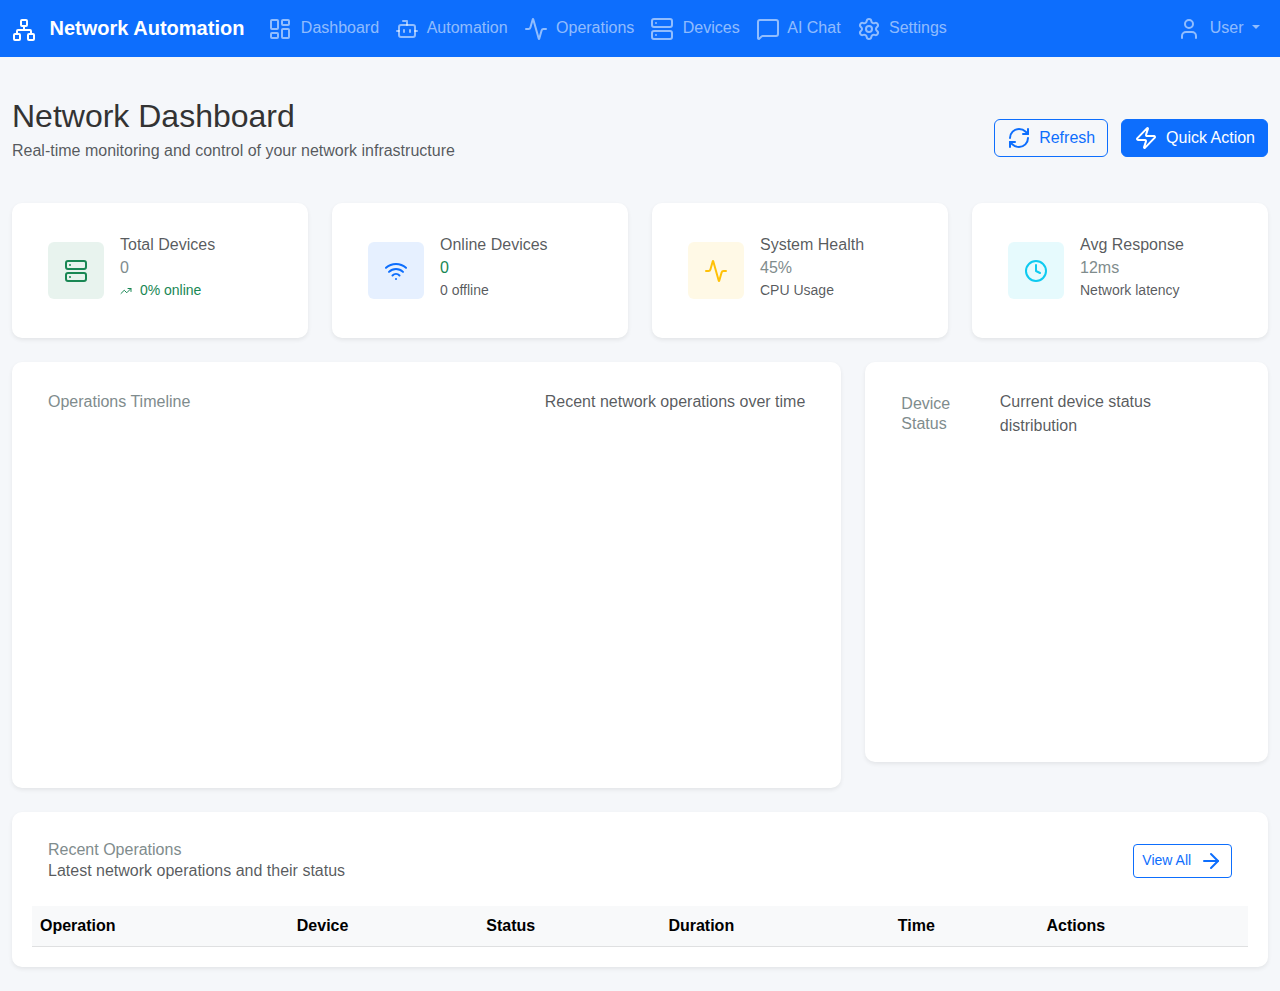 Network Automation
Dashboard
Automation
Operations
Devices
AI Chat
Settings
User
Network Dashboard
Real-time monitoring and control of your network infrastructure
Refresh
Quick Action
Total Devices
0
0% online
Online Devices
0
0 offline
System Health
45%
CPU Usage
Avg Response
12ms
Network latency
Operations Timeline
Recent network operations over time
Device
Status
Current device status
distribution
Recent Operations
Latest network operations and their status
View All
Operation
Device
Status
Duration
Time
Actions